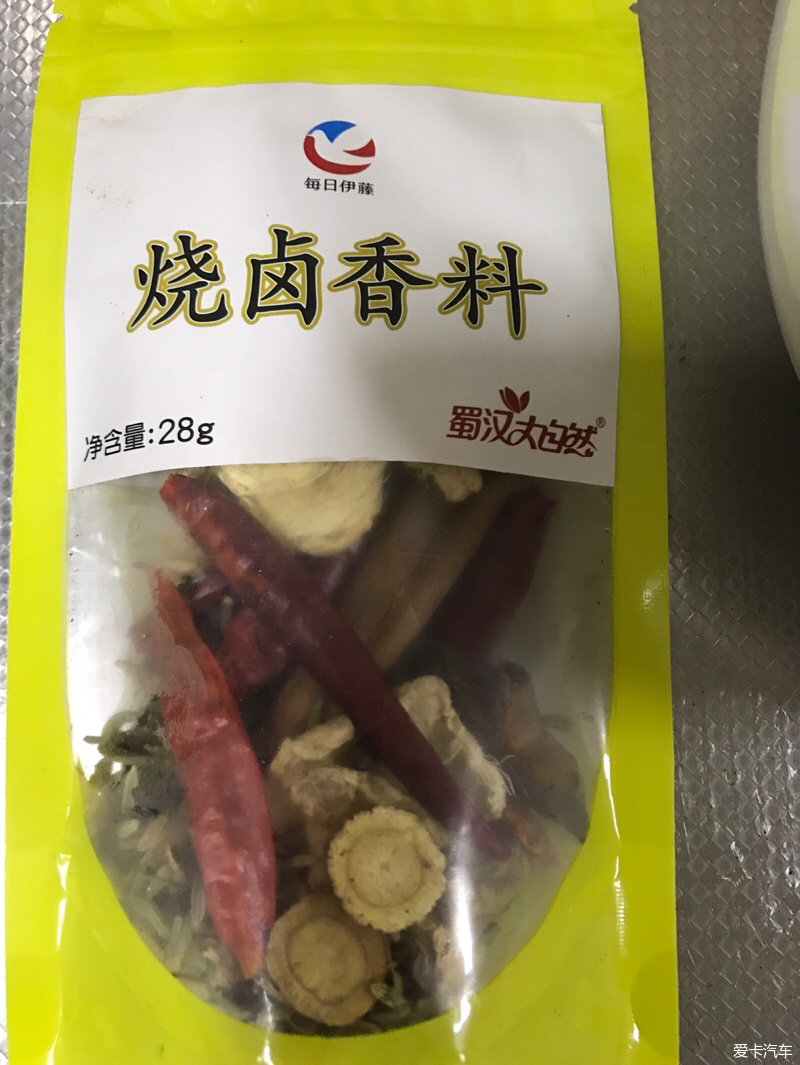 每日伊藤
烧卤香料
净含量:28g
蜀汉大自然®
爱卡汽车